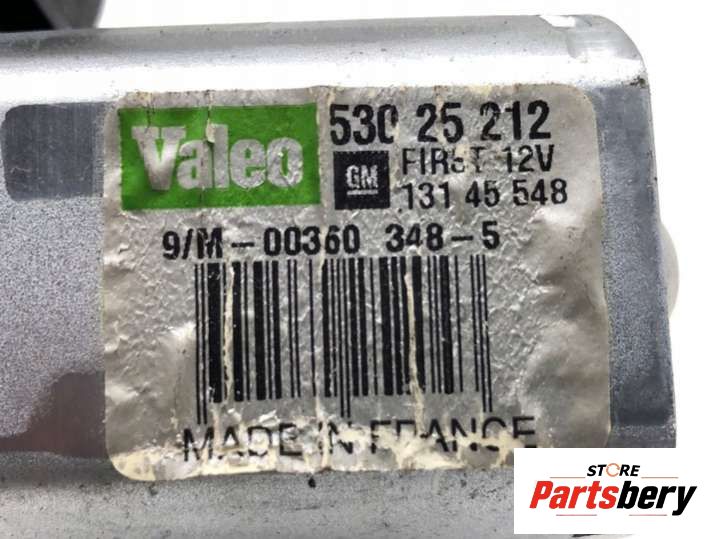 Valeo 530 25 212
GM FIRST 12V
131 45 548
9/M-00360 348-5
MADE IN FRANCE
STORE
Partsbery